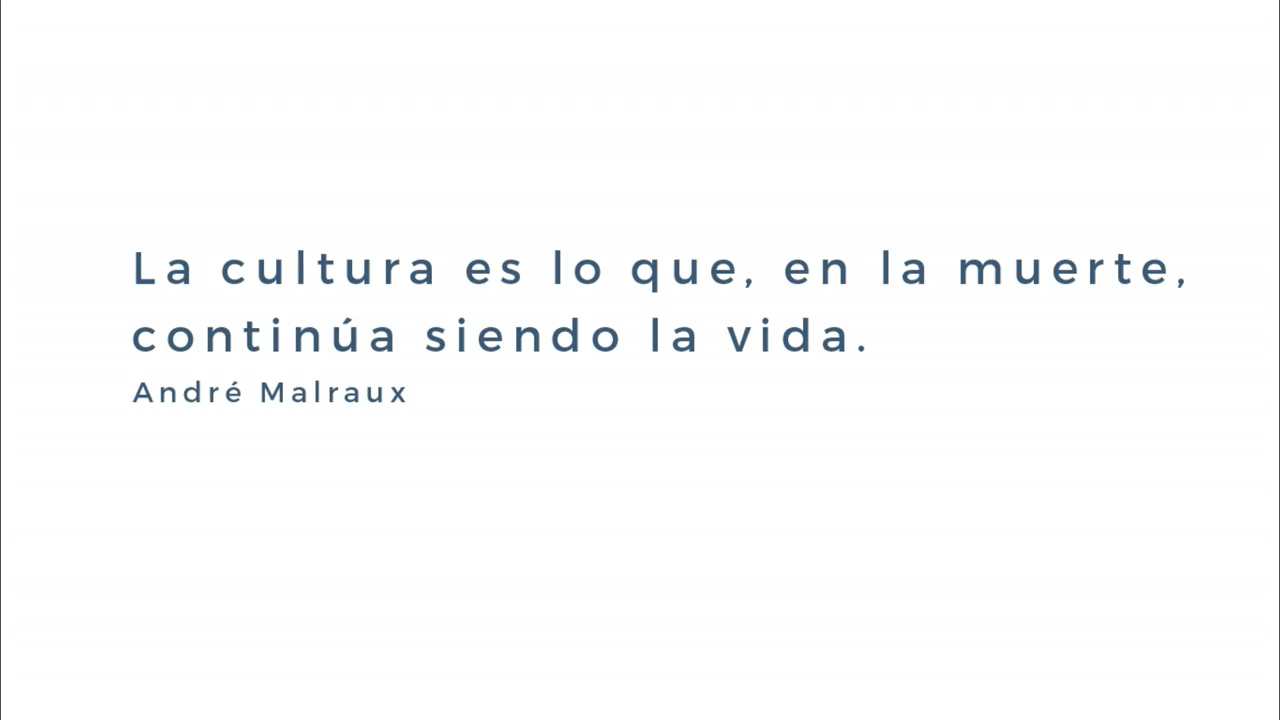 La cultura es lo que, en la muerte,
continúa siendo la vida.
André Malraux